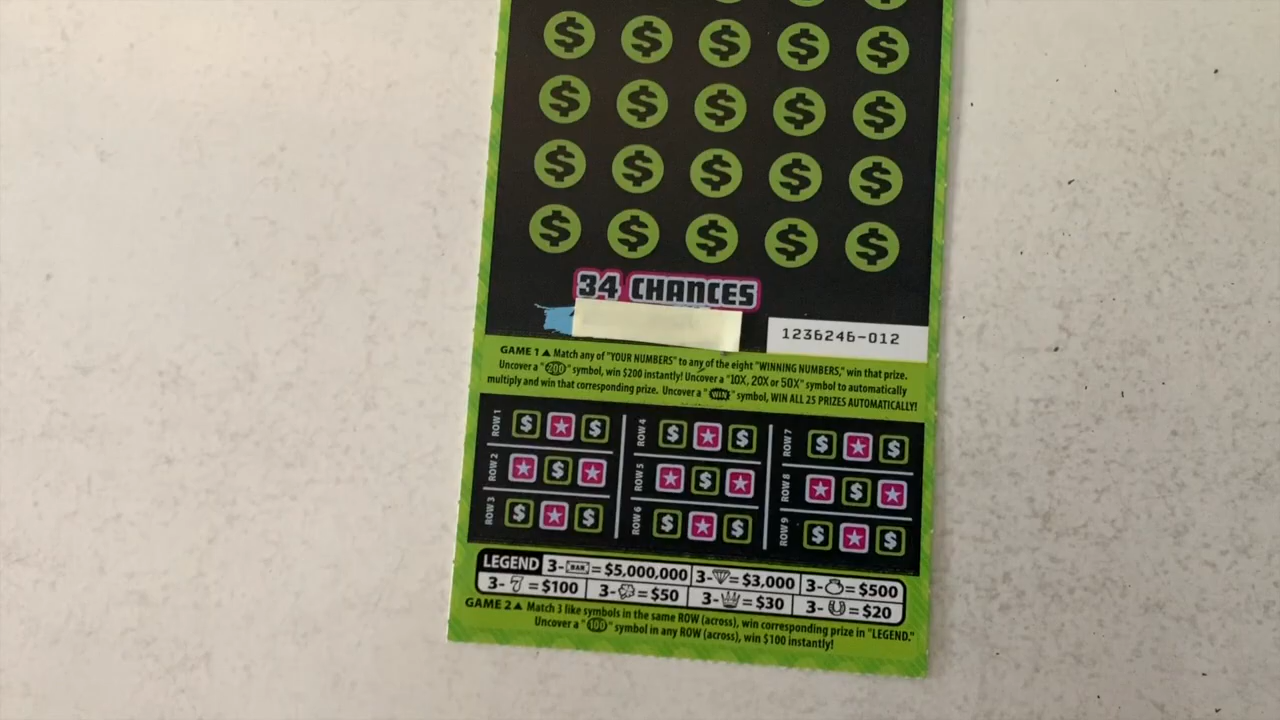 34 CHANCES
1236246-012
GAME 1▲ Match any of "YOUR NUMBERS" to any of the eight "WINNING NUMBERS," win that prize.
Uncover a "200" symbol, win $200 instantly! Uncover a "10X, 20X or 50X" symbol to automatically
multiply and win that corresponding prize. Uncover a "WIN" symbol, WIN ALL 25 PRIZES AUTOMATICALLY!
ROW 1
ROW 2
ROW 3
ROW 4
ROW 5
ROW 6
ROW 7
ROW 8
ROW 9
LEGEND 3- BAR = $5,000,000 3- = $3,000 3- = $500
3- 7 = $100 3- = $50 3- = $30 3- = $20
GAME 2▲ Match 3 like symbols in the same ROW (across), win corresponding prize in "LEGEND."
Uncover a "100" symbol in any ROW (across), win $100 instantly!